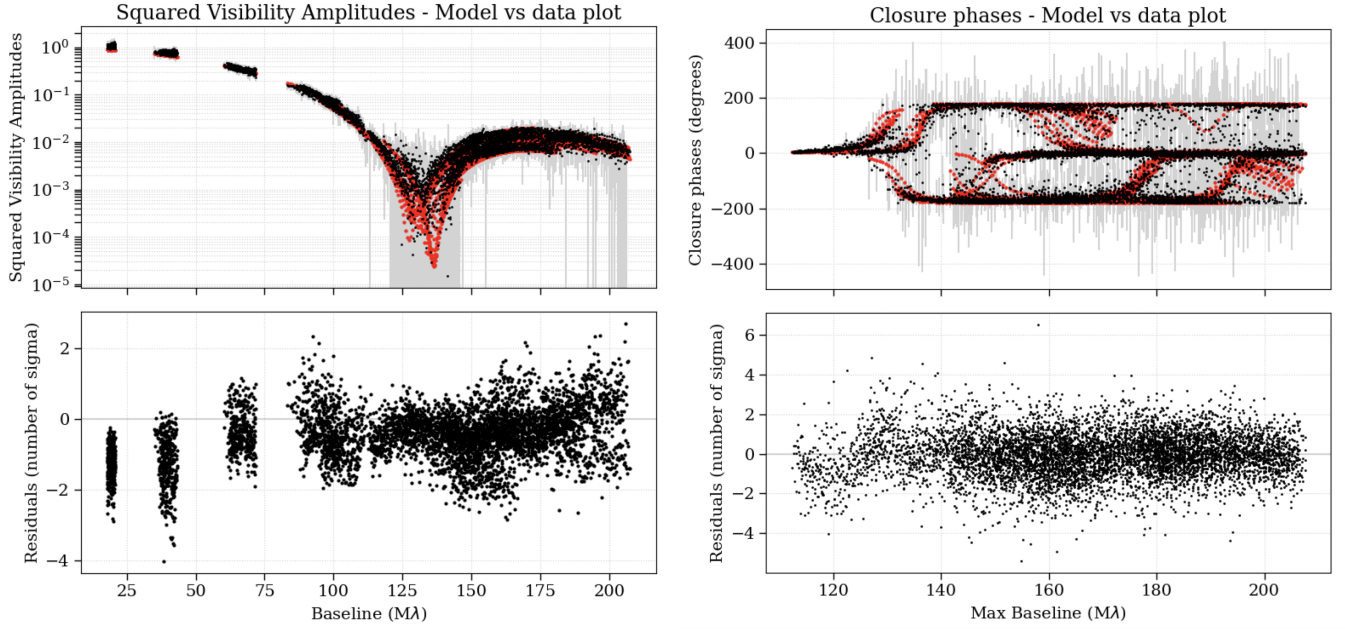 Squared Visibility Amplitudes - Model vs data plot
Squared Visibility Amplitudes
10⁰
10⁻¹
10⁻²
10⁻³
10⁻⁴
10⁻⁵
Residuals (number of sigma)
2
0
−2
−4
25 50 75 100 125 150 175 200
Baseline (Mλ)
Closure phases - Model vs data plot
Closure phases (degrees)
400
200
0
−200
−400
Residuals (number of sigma)
6
4
2
0
−2
−4
120 140 160 180 200
Max Baseline (Mλ)